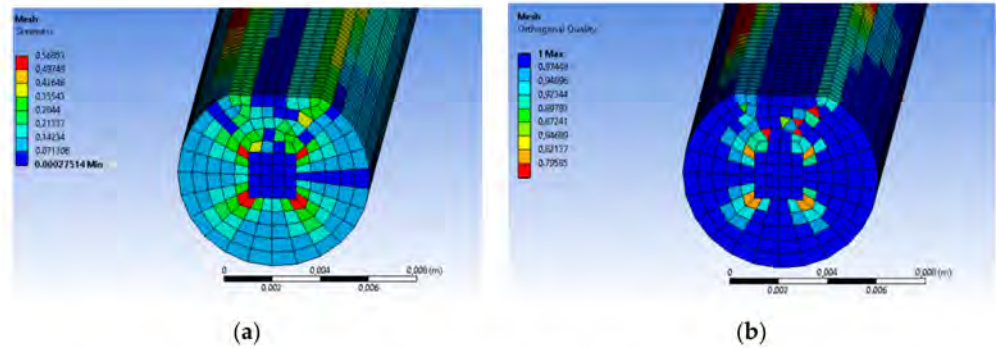 Mesh
Skewness
0,56853
0,49749
0,42646
0,35543
0,2844
0,21337
0,14234
0,071306
0.00027514 Min
0
0,004
0,008 (m)
0,002
0,006
(a)
Mesh
Orthogonal Quality
1 Max
0,97449
0,94896
0,92344
0,89793
0,87241
0,84689
0,82137
0,79585
0
0,004
0,008 (m)
0,002
0,006
(b)